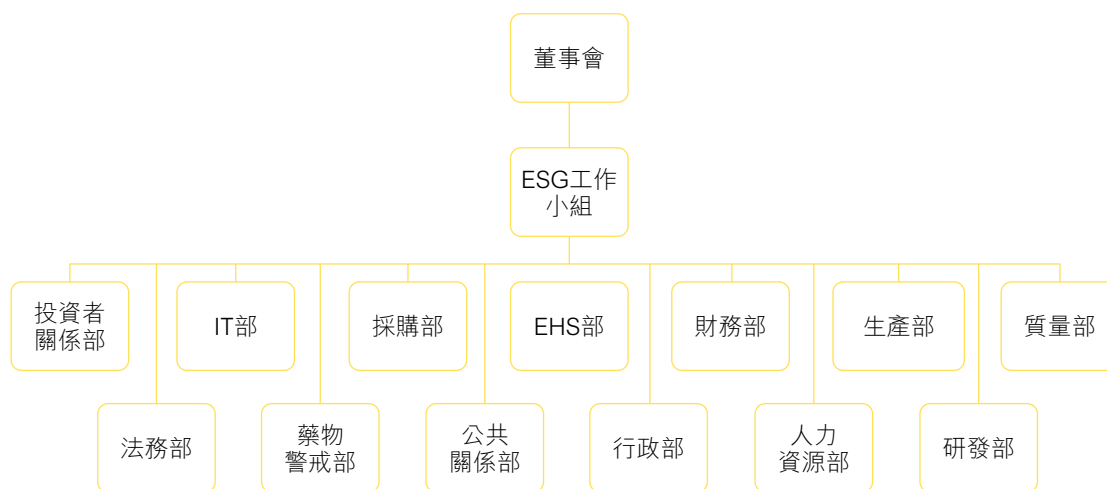 董事會
ESG工作
小組
投資者
關係部
IT部
採購部
EHS部
財務部
生產部
質量部
法務部
藥物
警戒部
公共
關係部
行政部
人力
資源部
研發部